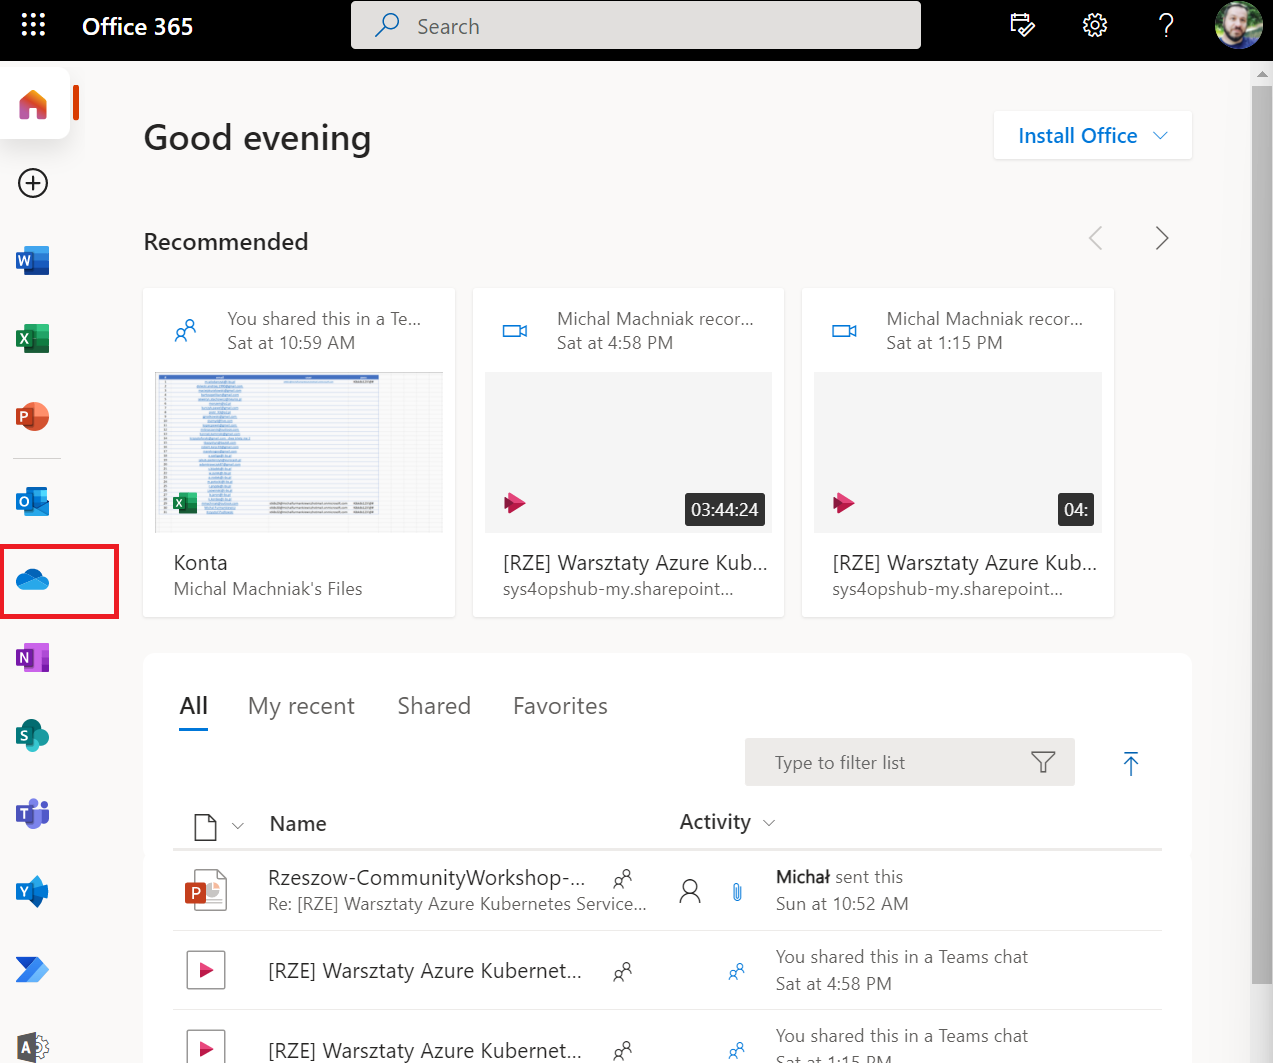 Office 365
Search
Good evening
Install Office
Recommended
You shared this in a Te...
Sat at 10:59 AM
Konta
Michal Machniak's Files
Michal Machniak recor...
Sat at 4:58 PM
03:44:24
[RZE] Warsztaty Azure Kub...
sys4opshub-my.sharepoint...
Michal Machniak recor...
Sat at 1:15 PM
04:
[RZE] Warsztaty Azure Kub...
sys4opshub-my.sharepoint...
All
My recent
Shared
Favorites
Type to filter list
Name
Activity
Rzeszow-CommunityWorkshop-...
Re: [RZE] Warsztaty Azure Kubernetes Service...
Michał sent this
Sun at 10:52 AM
[RZE] Warsztaty Azure Kubernet...
You shared this in a Teams chat
Sat at 4:58 PM
[RZE] Warsztaty Azure Kubernet...
You shared this in a Teams chat
Sat at 1:15 PM